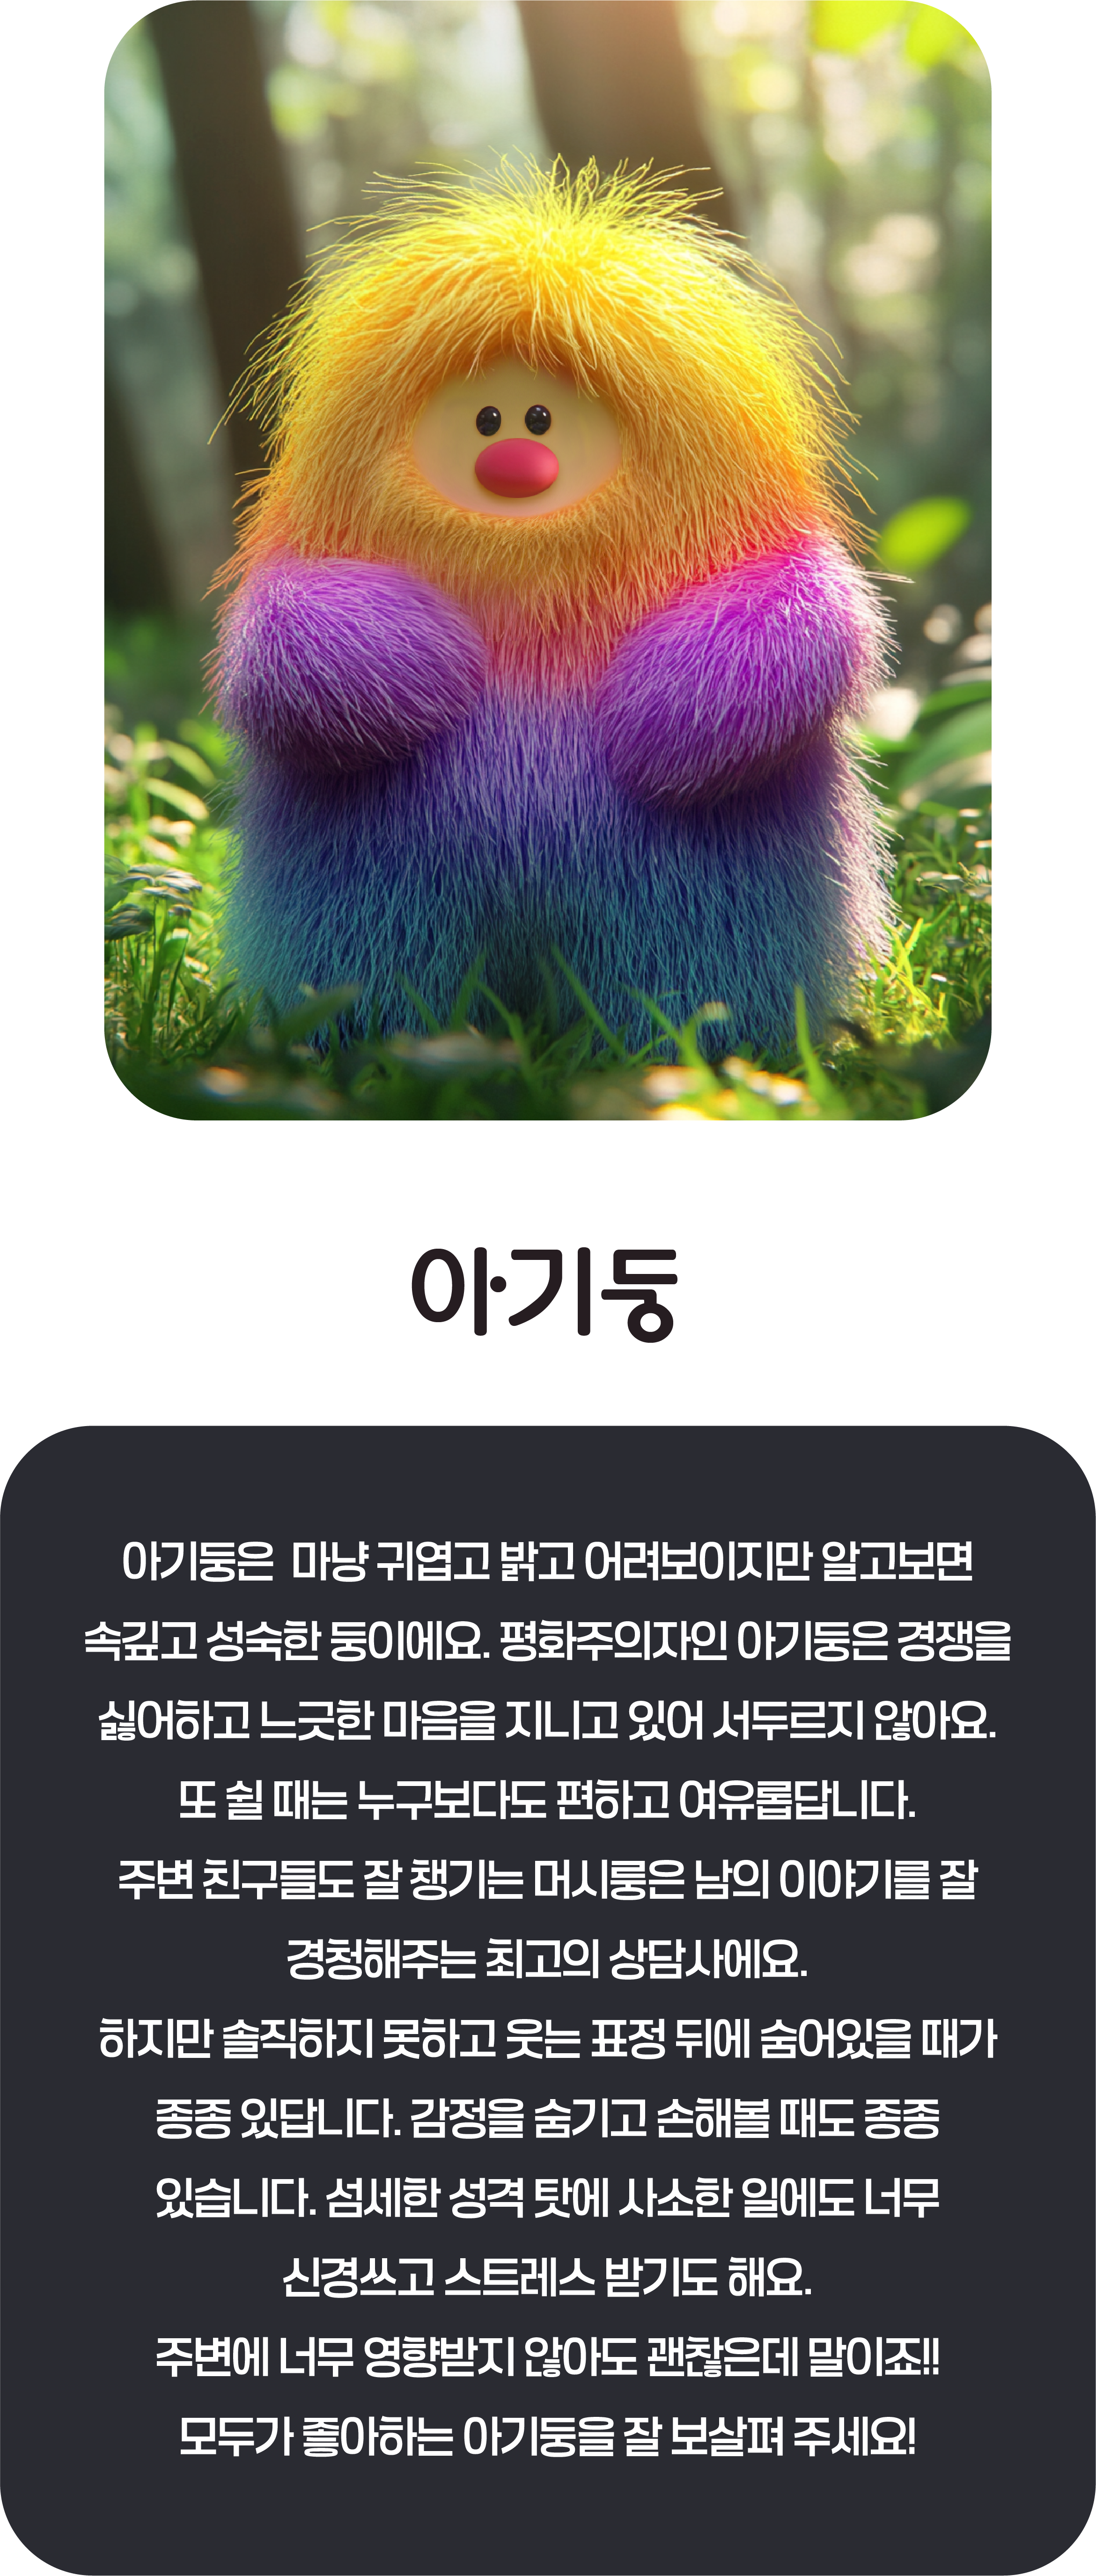 아기둥
아기둥은 마냥 귀엽고 밝고 어려보이지만 알고보면
속깊고 성숙한 둥이에요. 평화주의자인 아기둥은 경쟁을
싫어하고 느긋한 마음을 지니고 있어 서두르지 않아요.
또 쉴 때는 누구보다도 편하고 여유롭답니다.
주변 친구들도 잘 챙기는 머시룽은 남의 이야기를 잘
경청해주는 최고의 상담사에요.
하지만 솔직하지 못하고 웃는 표정 뒤에 숨어있을 때가
종종 있답니다. 감정을 숨기고 손해볼 때도 종종
있습니다. 섬세한 성격 탓에 사소한 일에도 너무
신경쓰고 스트레스 받기도 해요.
주변에 너무 영향받지 않아도 괜찮은데 말이죠!!
모두가 좋아하는 아기둥을 잘 보살펴 주세요!